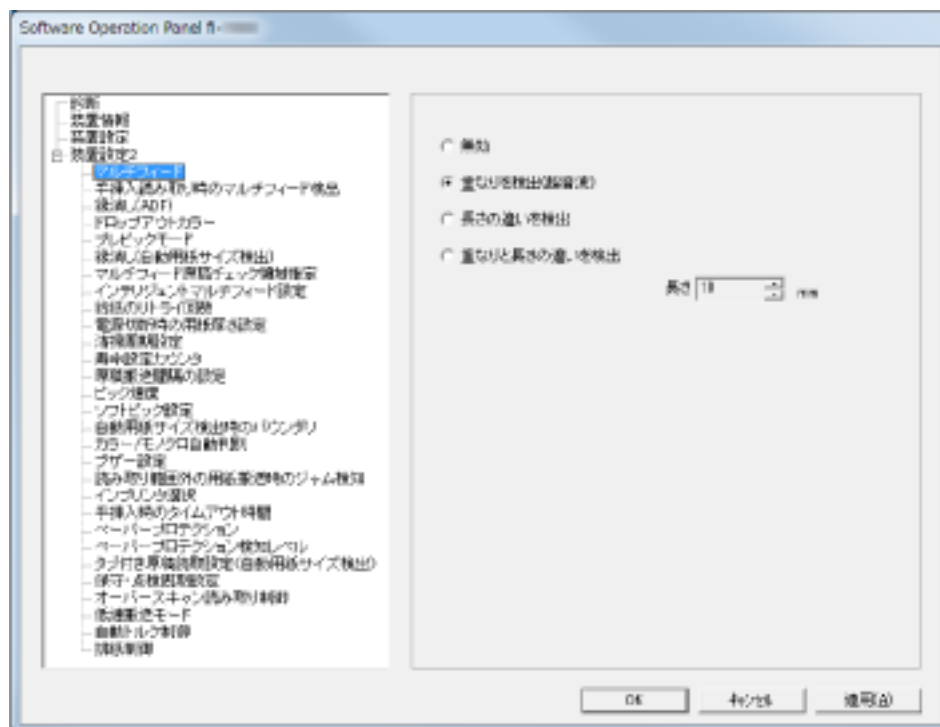 Software Operation Panel fi-
診断
装置情報
装置設定
装置設定2
マルチフィード
手挿入読み取り時のマルチフィード検出
縁消し(ADF)
ドロップアウトカラー
プレピックモード
縁消し(自動用紙サイズ検出)
マルチフィード原稿チェック領域指定
インテリジェントマルチフィード設定
給紙のリトライ回数
電源切断時の用紙厚さ設定
清掃周期設定
寿命設定カウンタ
原稿搬送間隔の設定
ピック速度
ソフトピック設定
自動用紙サイズ検出時のバウンダリ
カラー/モノクロ自動判別
ブザー設定
読み取り範囲外の用紙搬送時のジャム検知
インプリンタ選択
手挿入時のタイムアウト時間
ペーパープロテクション
ペーパープロテクション検知レベル
タブ付き原稿読取設定(自動用紙サイズ検出)
保守・点検周期設定
オーバースキャン読み取り制御
低速搬送モード
自動トルク制御
排紙制御
無効
重なりを検出(超音波)
長さの違いを検出
重なりと長さの違いを検出
長さ 10 mm
OK キャンセル 適用(A)